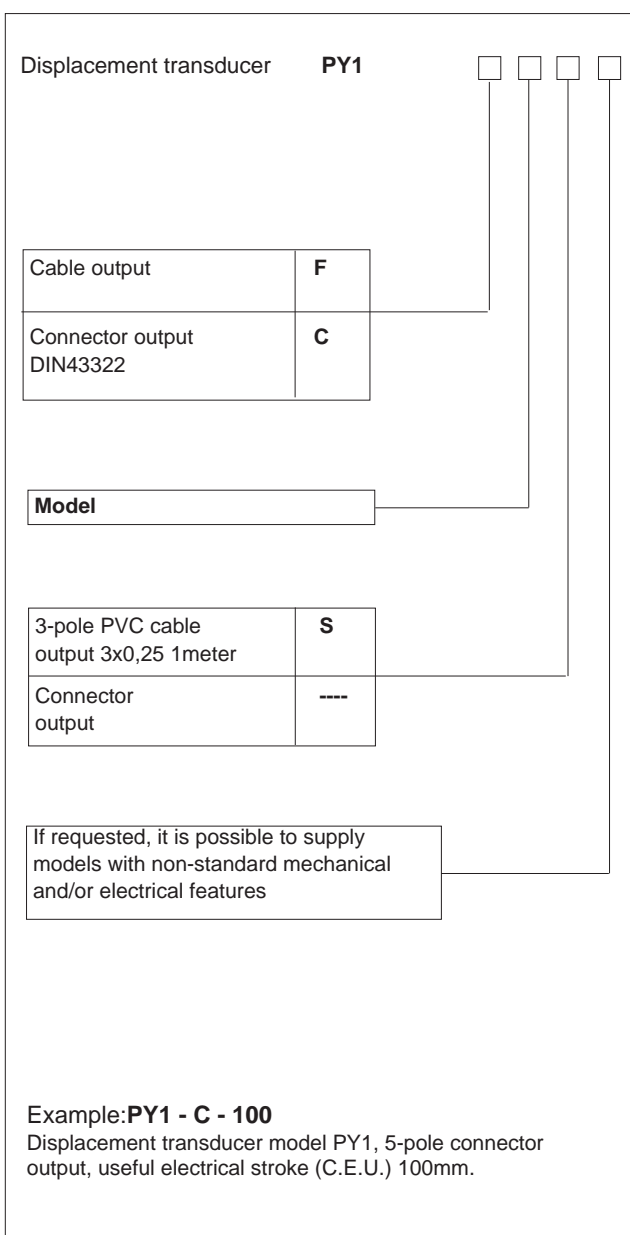 Displacement transducer PY1
Cable output F
Connector output C
DIN43322
Model
3-pole PVC cable S
output 3x0,25 1meter
Connector ----
output
If requested, it is possible to supply
models with non-standard mechanical
and/or electrical features
Example:PY1 - C - 100
Displacement transducer model PY1, 5-pole connector
output, useful electrical stroke (C.E.U.) 100mm.